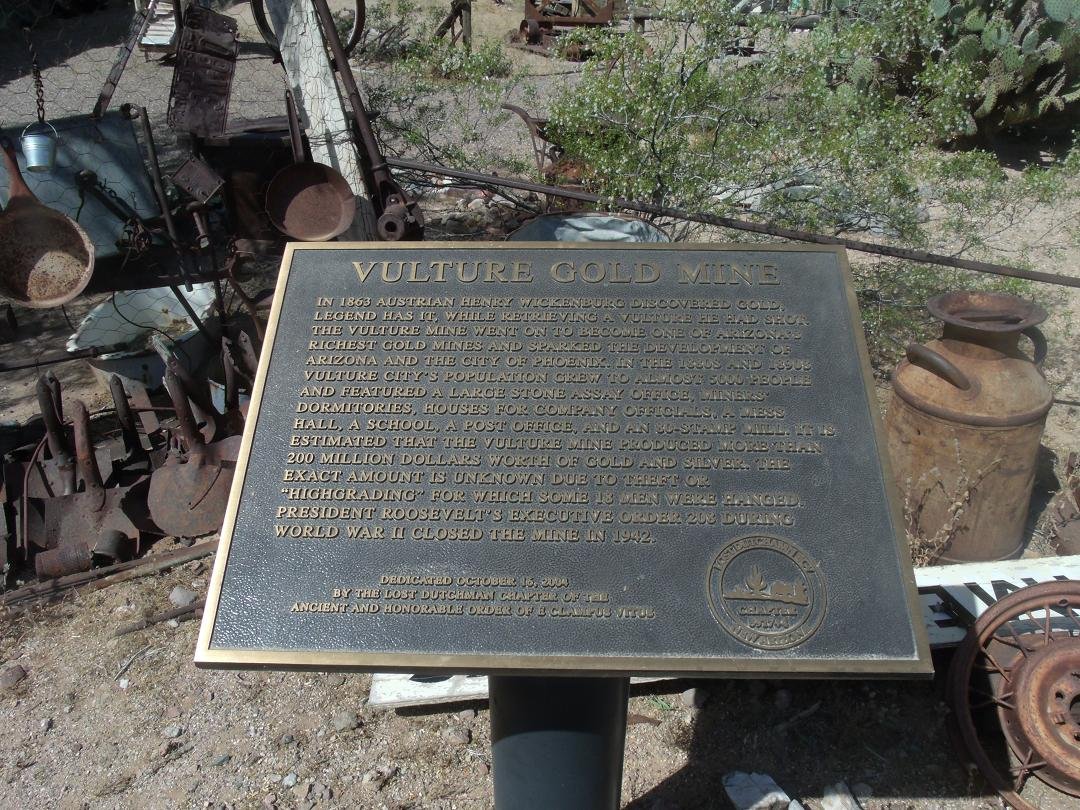 VULTURE GOLD MINE
IN 1863 AUSTRIAN HENRY WICKENBURG DISCOVERED GOLD,
LEGEND HAS IT, WHILE RETRIEVING A VULTURE HE HAD SHOT.
THE VULTURE MINE WENT ON TO BECOME ONE OF ARIZONA'S
RICHEST GOLD MINES AND SPARKED THE DEVELOPMENT OF
ARIZONA AND THE CITY OF PHOENIX. IN THE 1880S AND 1890S
VULTURE CITY'S POPULATION GREW TO ALMOST 5000 PEOPLE
AND FEATURED A LARGE STONE ASSAY OFFICE, MINERS'
DORMITORIES, HOUSES FOR COMPANY OFFICIALS, A MESS
HALL, A SCHOOL, A POST OFFICE, AND AN 80-STAMP MILL. IT IS
ESTIMATED THAT THE VULTURE MINE PRODUCED MORE THAN
200 MILLION DOLLARS WORTH OF GOLD AND SILVER. THE
EXACT AMOUNT IS UNKNOWN DUE TO THEFT OR
"HIGHGRADING" FOR WHICH SOME 18 MEN WERE HANGED.
PRESIDENT ROOSEVELT'S EXECUTIVE ORDER 208 DURING
WORLD WAR II CLOSED THE MINE IN 1942.
DEDICATED OCTOBER 16, 2004
BY THE LOST DUTCHMAN CHAPTER OF THE
ANCIENT AND HONORABLE ORDER OF E CLAMPUS VITUS
LOST DUTCHMAN
CHAPTER